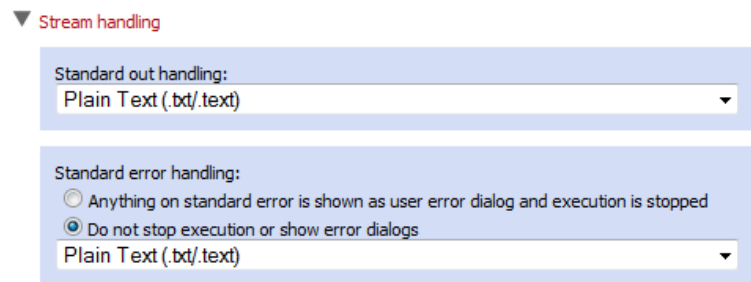 Stream handling
Standard out handling:
Plain Text (.txt/.text)
Standard error handling:
Anything on standard error is shown as user error dialog and execution is stopped
Do not stop execution or show error dialogs
Plain Text (.txt/.text)